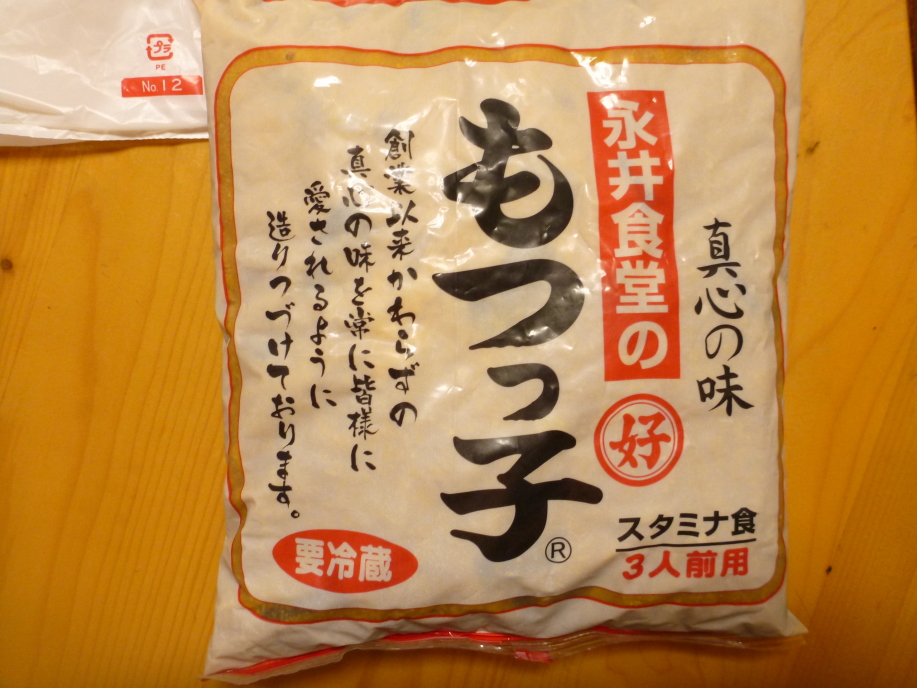 真心の味
永井食堂の
好
もつっ子
®
創業以来かわらずの
真心の味を常に皆様に
愛されるように
造りつづけております。
スタミナ食
3人前用
要冷蔵
プラ
PE
No.12